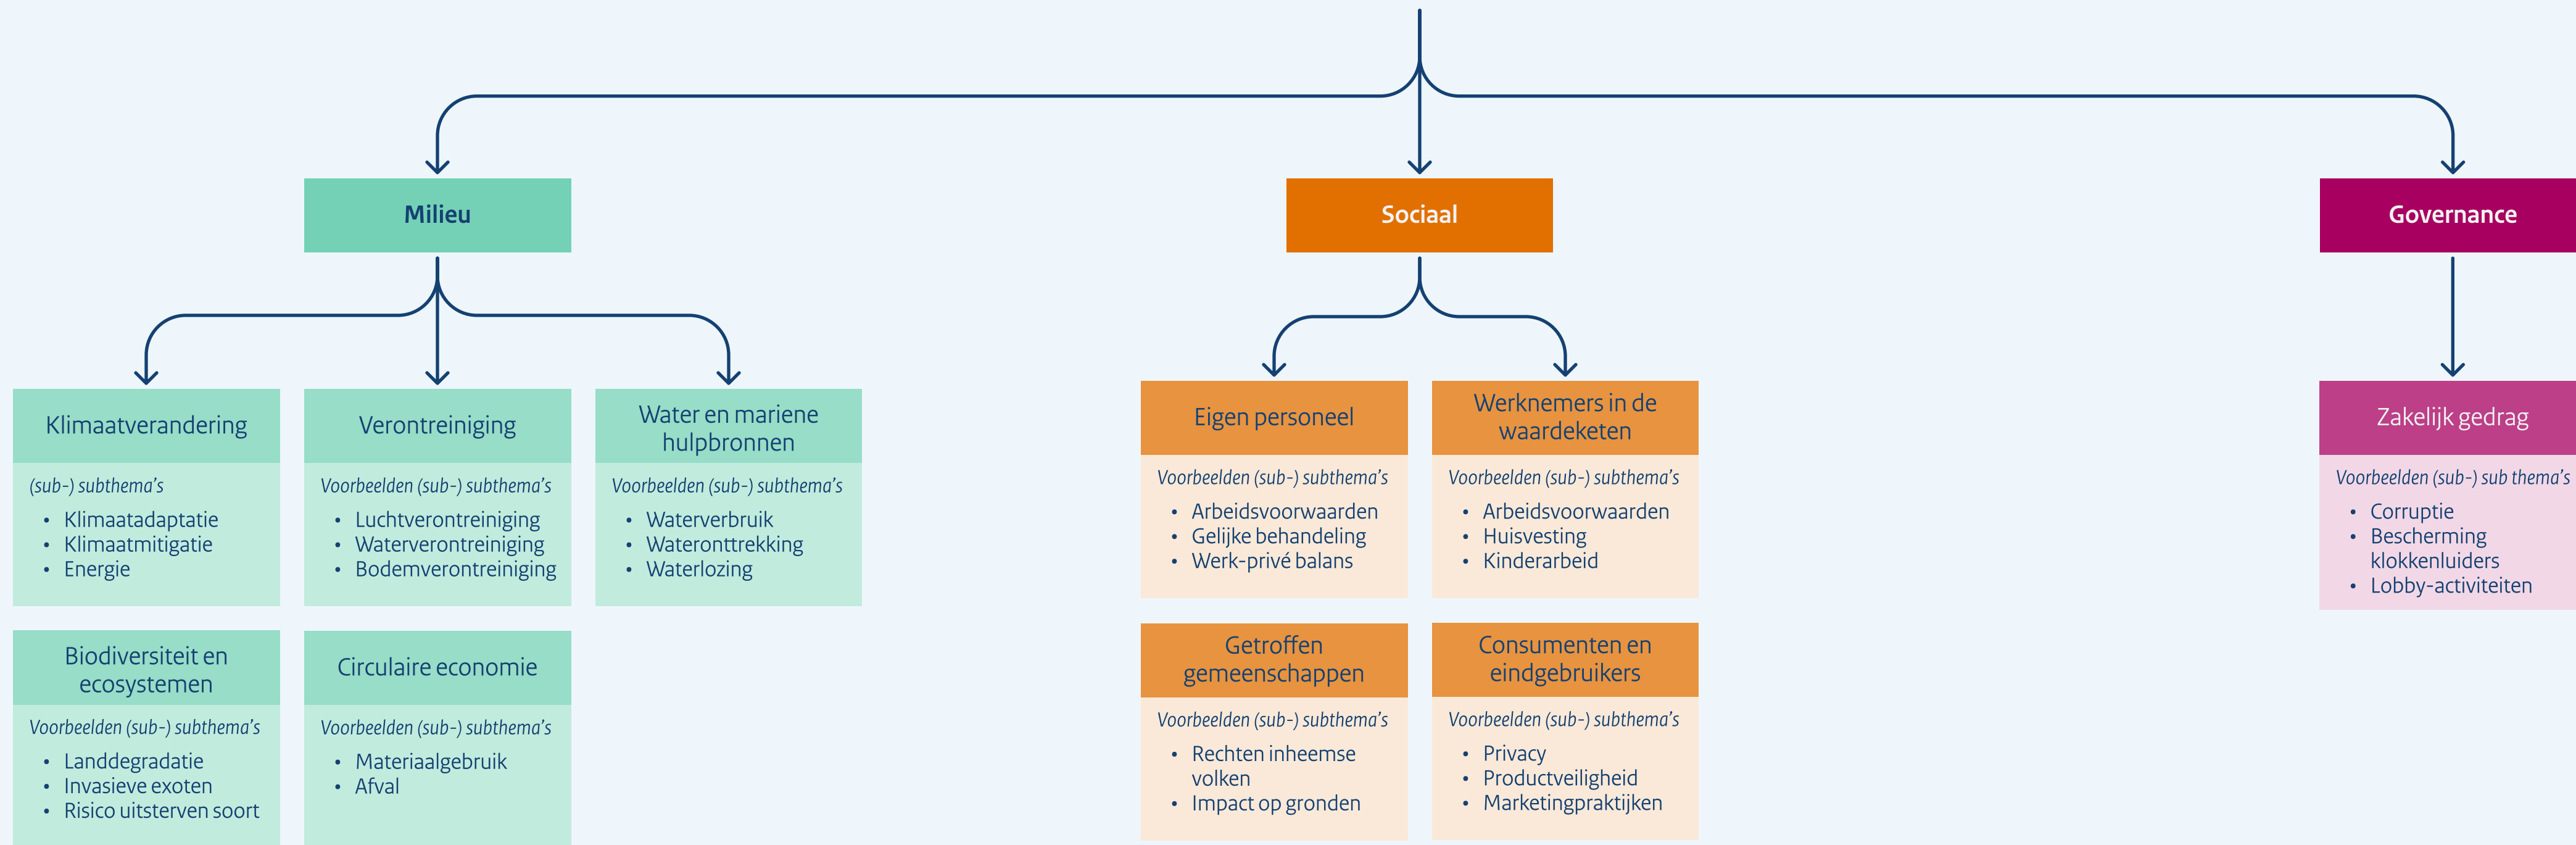 Milieu
Sociaal
Governance
Klimaatverandering
(sub-) subthema's
• Klimaatadaptatie
• Klimaatmitigatie
• Energie
Verontreiniging
Voorbeelden (sub-) subthema's
• Luchtverontreiniging
• Waterverontreiniging
• Bodemverontreiniging
Water en mariene
hulpbronnen
Voorbeelden (sub-) subthema's
• Waterverbruik
• Wateronttrekking
• Waterlozing
Biodiversiteit en
ecosystemen
Voorbeelden (sub-) subthema's
• Landdegradatie
• Invasieve exoten
• Risico uitsterven soort
Circulaire economie
Voorbeelden (sub-) subthema's
• Materiaalgebruik
• Afval
Eigen personeel
Voorbeelden (sub-) subthema's
• Arbeidsvoorwaarden
• Gelijke behandeling
• Werk-privé balans
Werknemers in de
waardeketen
Voorbeelden (sub-) subthema's
• Arbeidsvoorwaarden
• Huisvesting
• Kinderarbeid
Getroffen
gemeenschappen
Voorbeelden (sub-) subthema's
• Rechten inheemse
volken
• Impact op gronden
Consumenten en
eindgebruikers
Voorbeelden (sub-) subthema's
• Privacy
• Productveiligheid
• Marketingpraktijken
Zakelijk gedrag
Voorbeelden (sub-) sub thema's
• Corruptie
• Bescherming
klokkenluiders
• Lobby-activiteiten